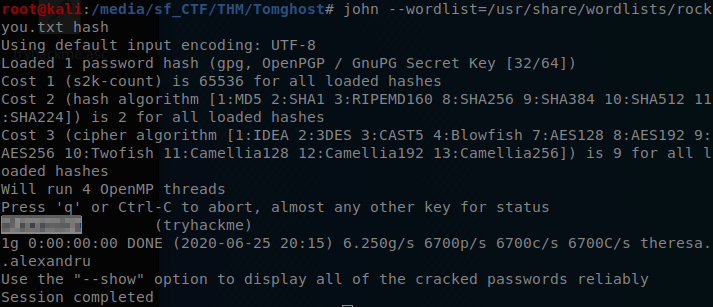 root@kali:/media/sf_CTF/THM/Tomghost# john --wordlist=/usr/share/wordlists/rock
you.txt hash
Using default input encoding: UTF-8
Loaded 1 password hash (gpg, OpenPGP / GnuPG Secret Key [32/64])
Cost 1 (s2k-count) is 65536 for all loaded hashes
Cost 2 (hash algorithm [1:MD5 2:SHA1 3:RIPEMD160 8:SHA256 9:SHA384 10:SHA512 11
:SHA224]) is 2 for all loaded hashes
Cost 3 (cipher algorithm [1:IDEA 2:3DES 3:CAST5 4:Blowfish 7:AES128 8:AES192 9:
AES256 10:Twofish 11:Camellia128 12:Camellia192 13:Camellia256]) is 9 for all l
oaded hashes
Will run 4 OpenMP threads
Press 'q' or Ctrl-C to abort, almost any other key for status
(tryhackme)
1g 0:00:00:00 DONE (2020-06-25 20:15) 6.250g/s 6700p/s 6700c/s 6700C/s theresa.
.alexandru
Use the "--show" option to display all of the cracked passwords reliably
Session completed